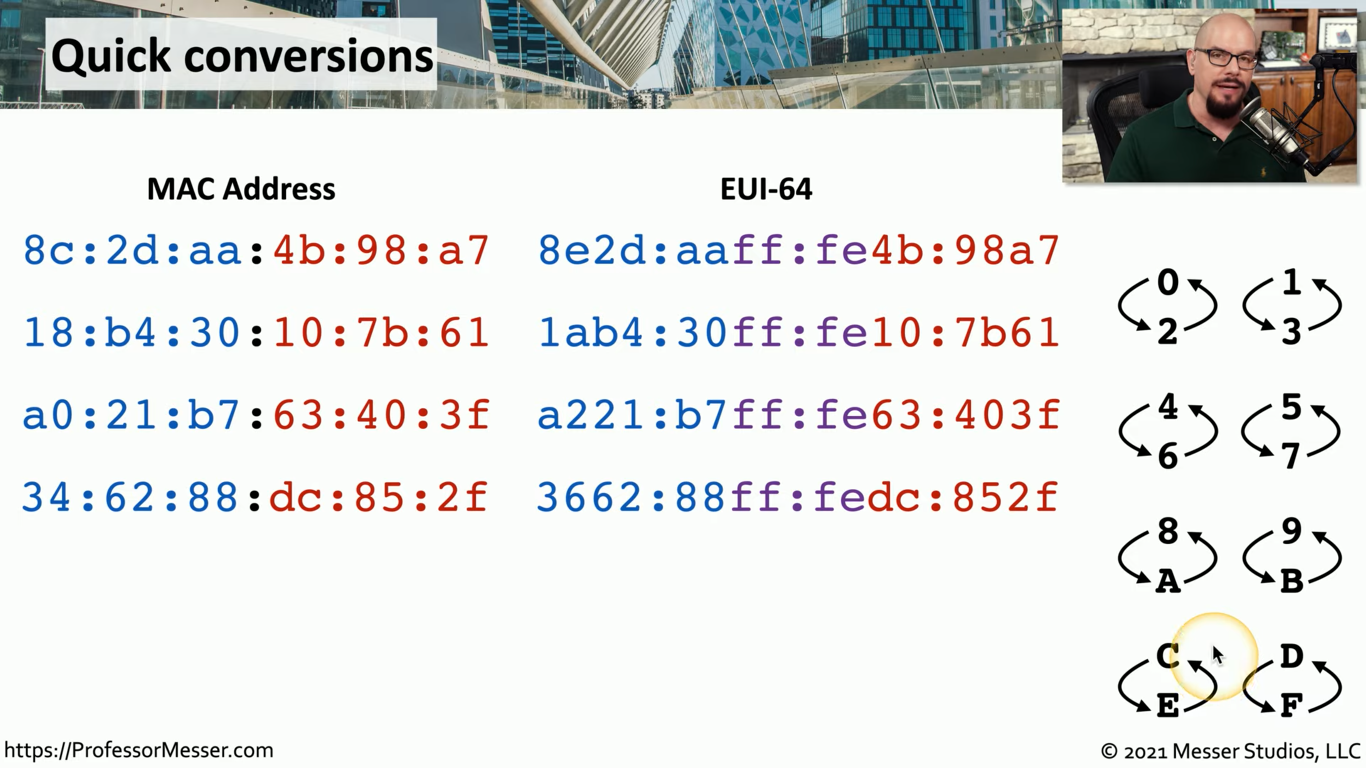 Quick conversions
MAC Address
EUI-64
8c:2d:aa:4b:98:a7
8e2d:aaff:fe4b:98a7
18:b4:30:10:7b:61
1ab4:30ff:fe10:7b61
a0:21:b7:63:40:3f
a221:b7ff:fe63:403f
34:62:88:dc:85:2f
3662:88ff:fedc:852f
0 1
2 3
4 5
6 7
8 9
A B
C D
E F
https://ProfessorMesser.com
© 2021 Messer Studios, LLC